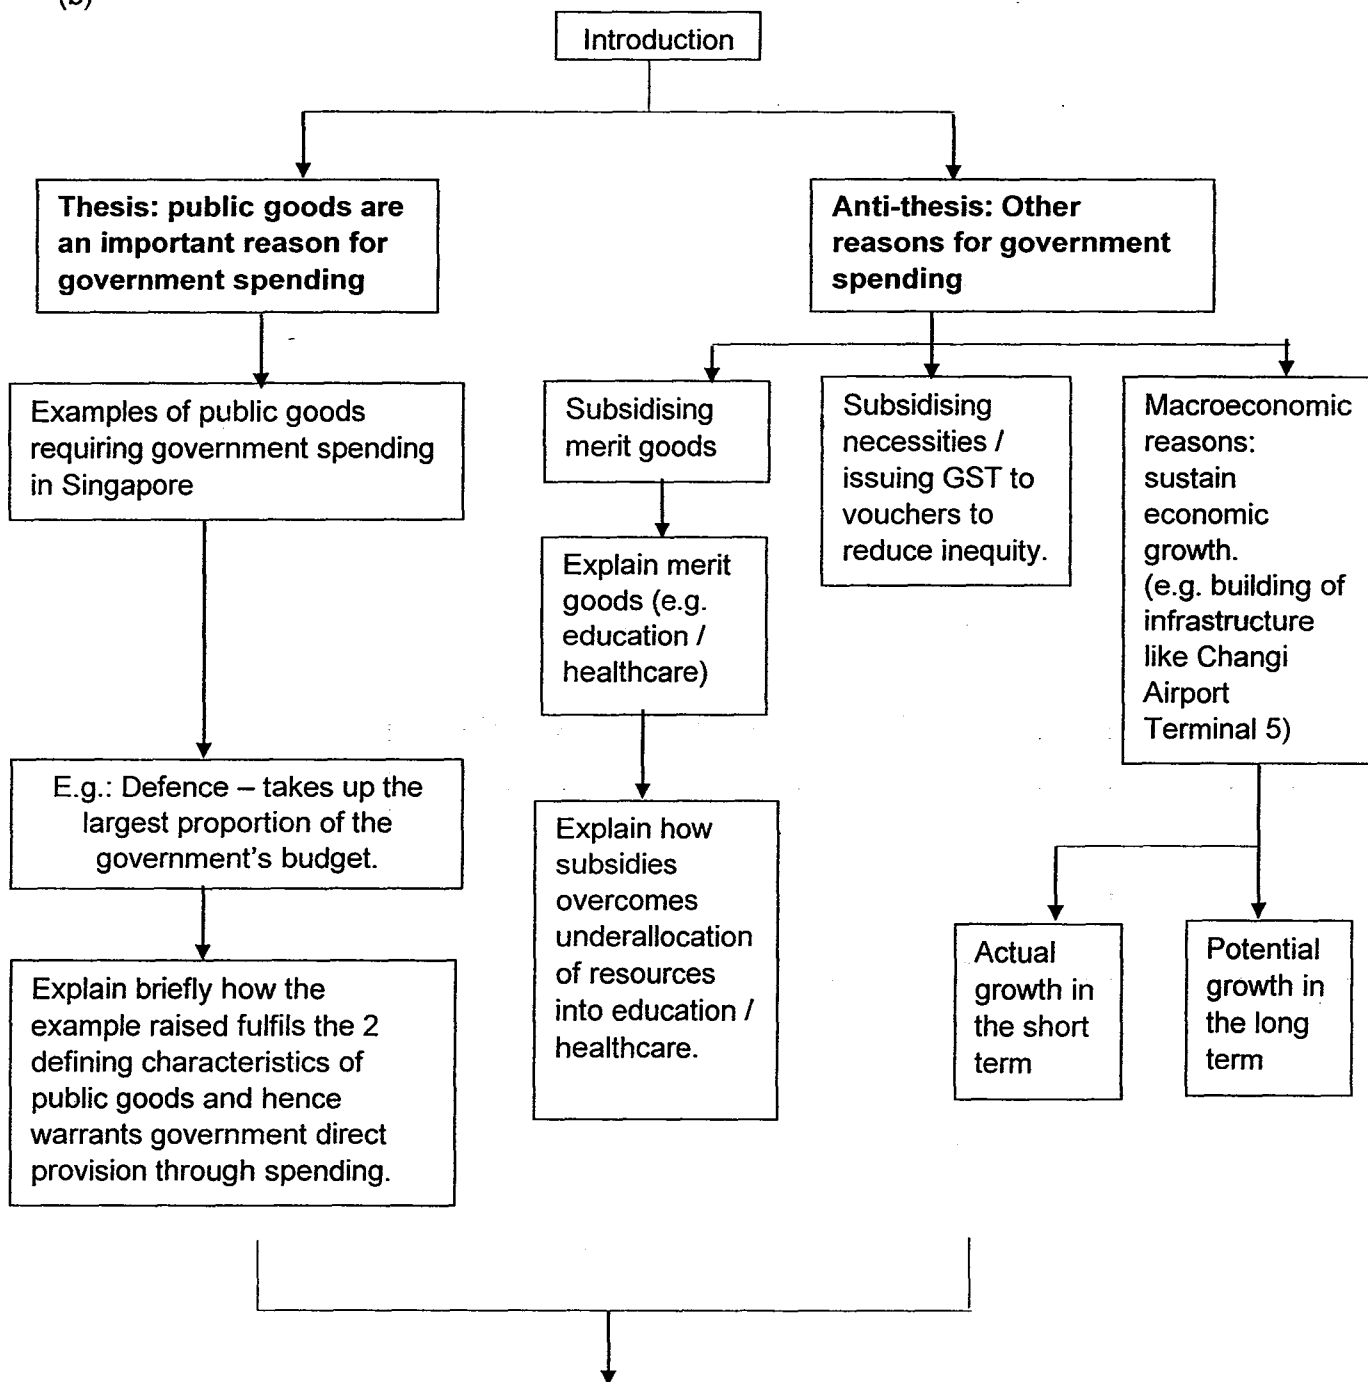 (b)
Introduction
Thesis: public goods are
an important reason for
government spending
Anti-thesis: Other
reasons for government
spending
Examples of public goods
requiring government spending
in Singapore
Subsidising
merit goods
Subsidising
necessities /
issuing GST to
vouchers to
reduce inequity.
Macroeconomic
reasons:
sustain
economic
growth.
(e.g. building of
infrastructure
like Changi
Airport
Terminal 5)
Explain merit
goods (e.g.
education /
healthcare)
E.g.: Defence – takes up the
largest proportion of the
government's budget.
Explain how
subsidies
overcomes
underallocation
of resources
into education /
healthcare.
Explain briefly how the
example raised fulfils the 2
defining characteristics of
public goods and hence
warrants government direct
provision through spending.
Actual
growth in
the short
term
Potential
growth in
the long
term